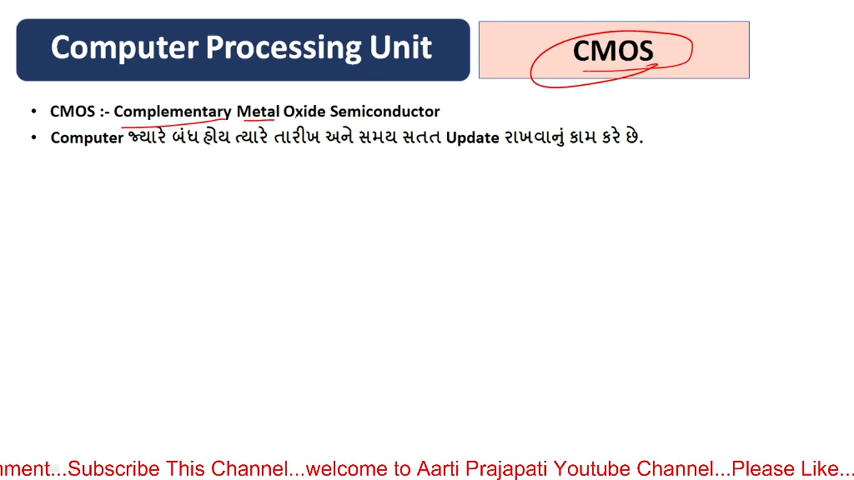 Computer Processing Unit
CMOS
• CMOS :- Complementary Metal Oxide Semiconductor
• Computer જ્યારે બંધ હોય ત્યારે તારીખ અને સમય સતત Update રાખવાનું કામ કરે છે.
nment...Subscribe This Channel...welcome to Aarti Prajapati Youtube Channel...Please Like...